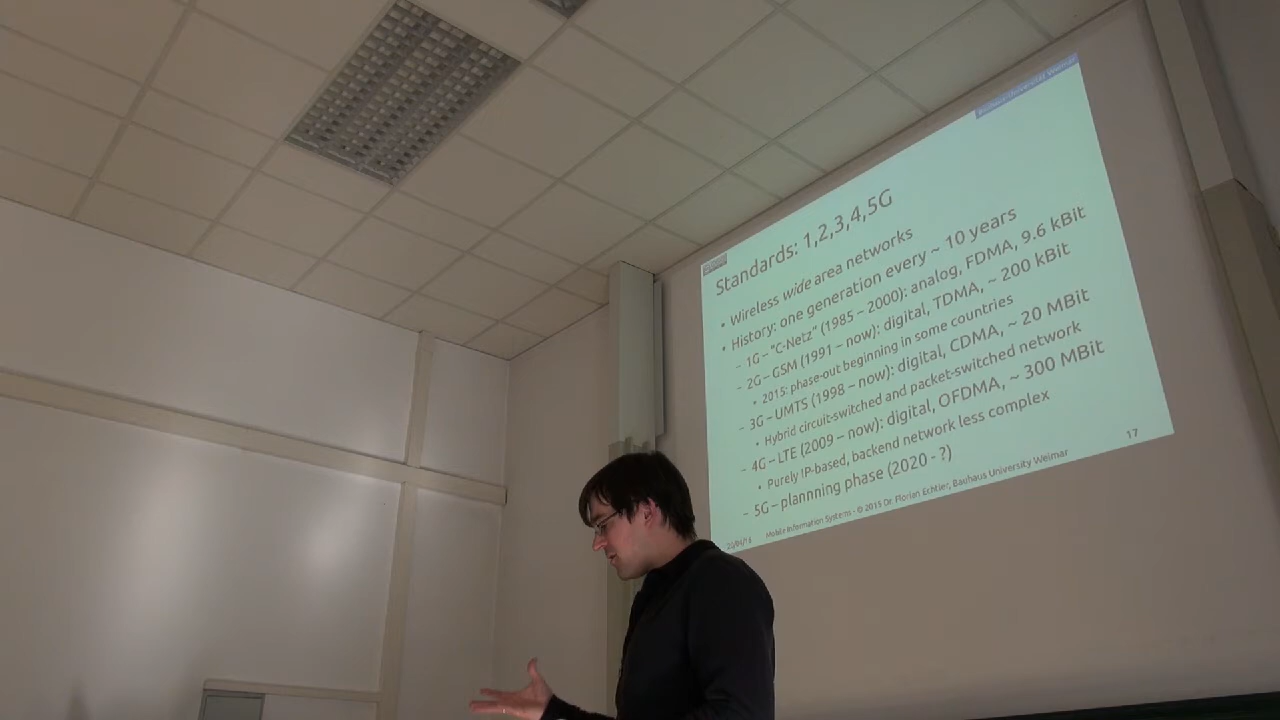 Bauhaus-Universität Weimar
Standards: 1,2,3,4,5G
• Wireless wide area networks
• History: one generation every ~ 10 years
– 1G – "C-Netz" (1985 – 2000): analog, FDMA, 9.6 kBit
– 2G – GSM (1991 – now): digital, TDMA, ~ 200 kBit
• 2015: phase-out beginning in some countries
– 3G – UMTS (1998 – now): digital, CDMA, ~ 20 MBit
• Hybrid circuit-switched and packet-switched network
– 4G – LTE (2009 – now): digital, OFDMA, ~ 300 MBit
• Purely IP-based, backend network less complex
– 5G – plannning phase (2020 - ?)
Mobile Information Systems - © 2015 Dr. Florian Echtler, Bauhaus University Weimar
17